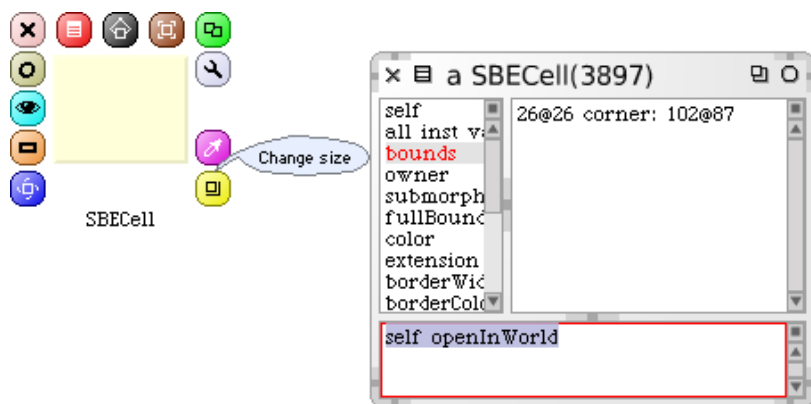 Change size
SBECell
a SBECell(3897)
self
all inst va
bounds
owner
submorph
fullBound
color
extension
borderWid
borderColo
26@26 corner: 102@87
self openInWorld